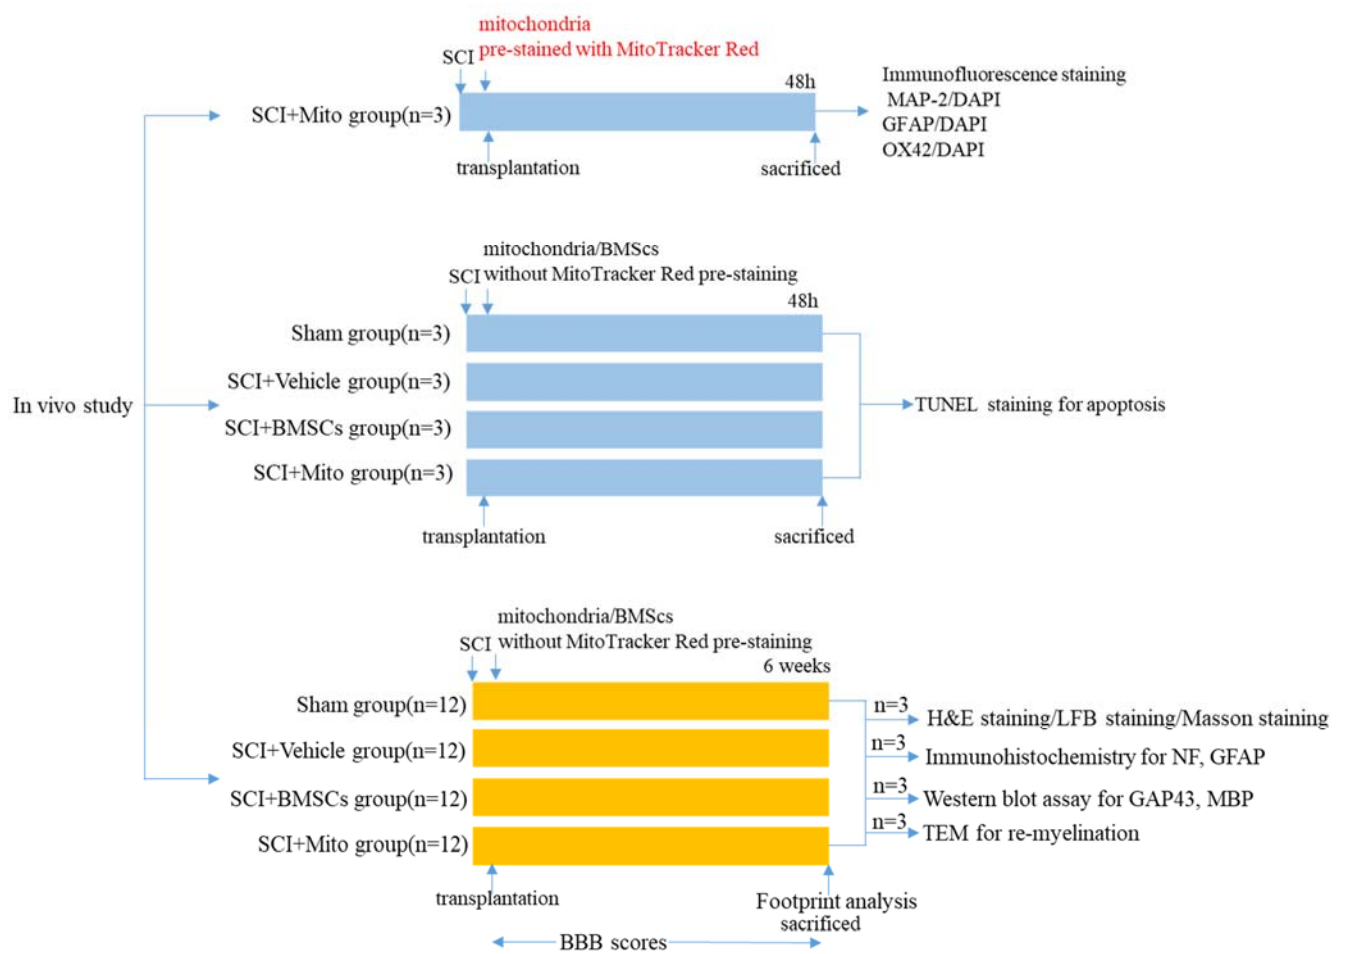 mitochondria
pre-stained with MitoTracker Red
SCI
48h
SCI+Mito group(n=3)
transplantation
sacrificed
Immunofluorescence staining
MAP-2/DAPI
GFAP/DAPI
OX42/DAPI
mitochondria/BMScs
SCI without MitoTracker Red pre-staining
48h
Sham group(n=3)
SCI+Vehicle group(n=3)
In vivo study
SCI+BMSCs group(n=3)
SCI+Mito group(n=3)
TUNEL staining for apoptosis
transplantation
sacrificed
mitochondria/BMScs
SCI without MitoTracker Red pre-staining
6 weeks
Sham group(n=12)
SCI+Vehicle group(n=12)
SCI+BMSCs group(n=12)
SCI+Mito group(n=12)
n=3
H&E staining/LFB staining/Masson staining
n=3
Immunohistochemistry for NF, GFAP
n=3
Western blot assay for GAP43, MBP
n=3
TEM for re-myelination
transplantation
Footprint analysis
sacrificed
BBB scores